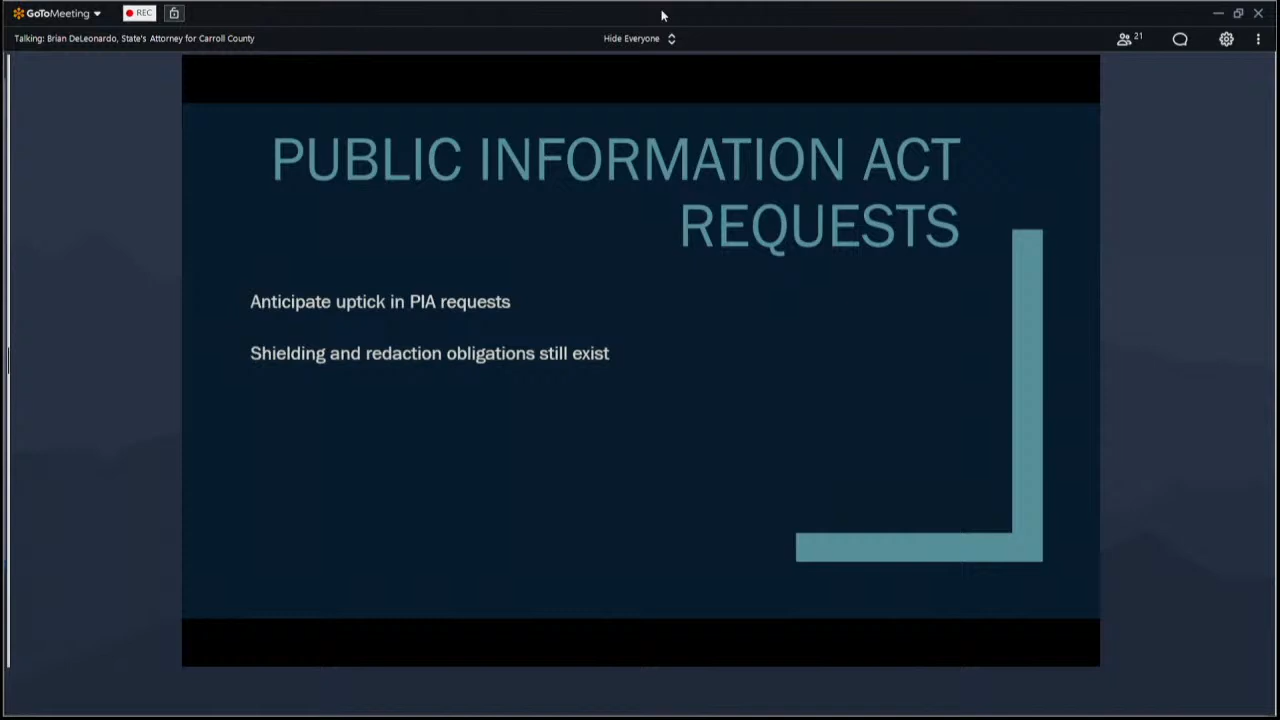 GoToMeeting
REC
Talking: Brian DeLeonardo, State's Attorney for Carroll County
Hide Everyone
21
PUBLIC INFORMATION ACT
REQUESTS
Anticipate uptick in PIA requests
Shielding and redaction obligations still exist